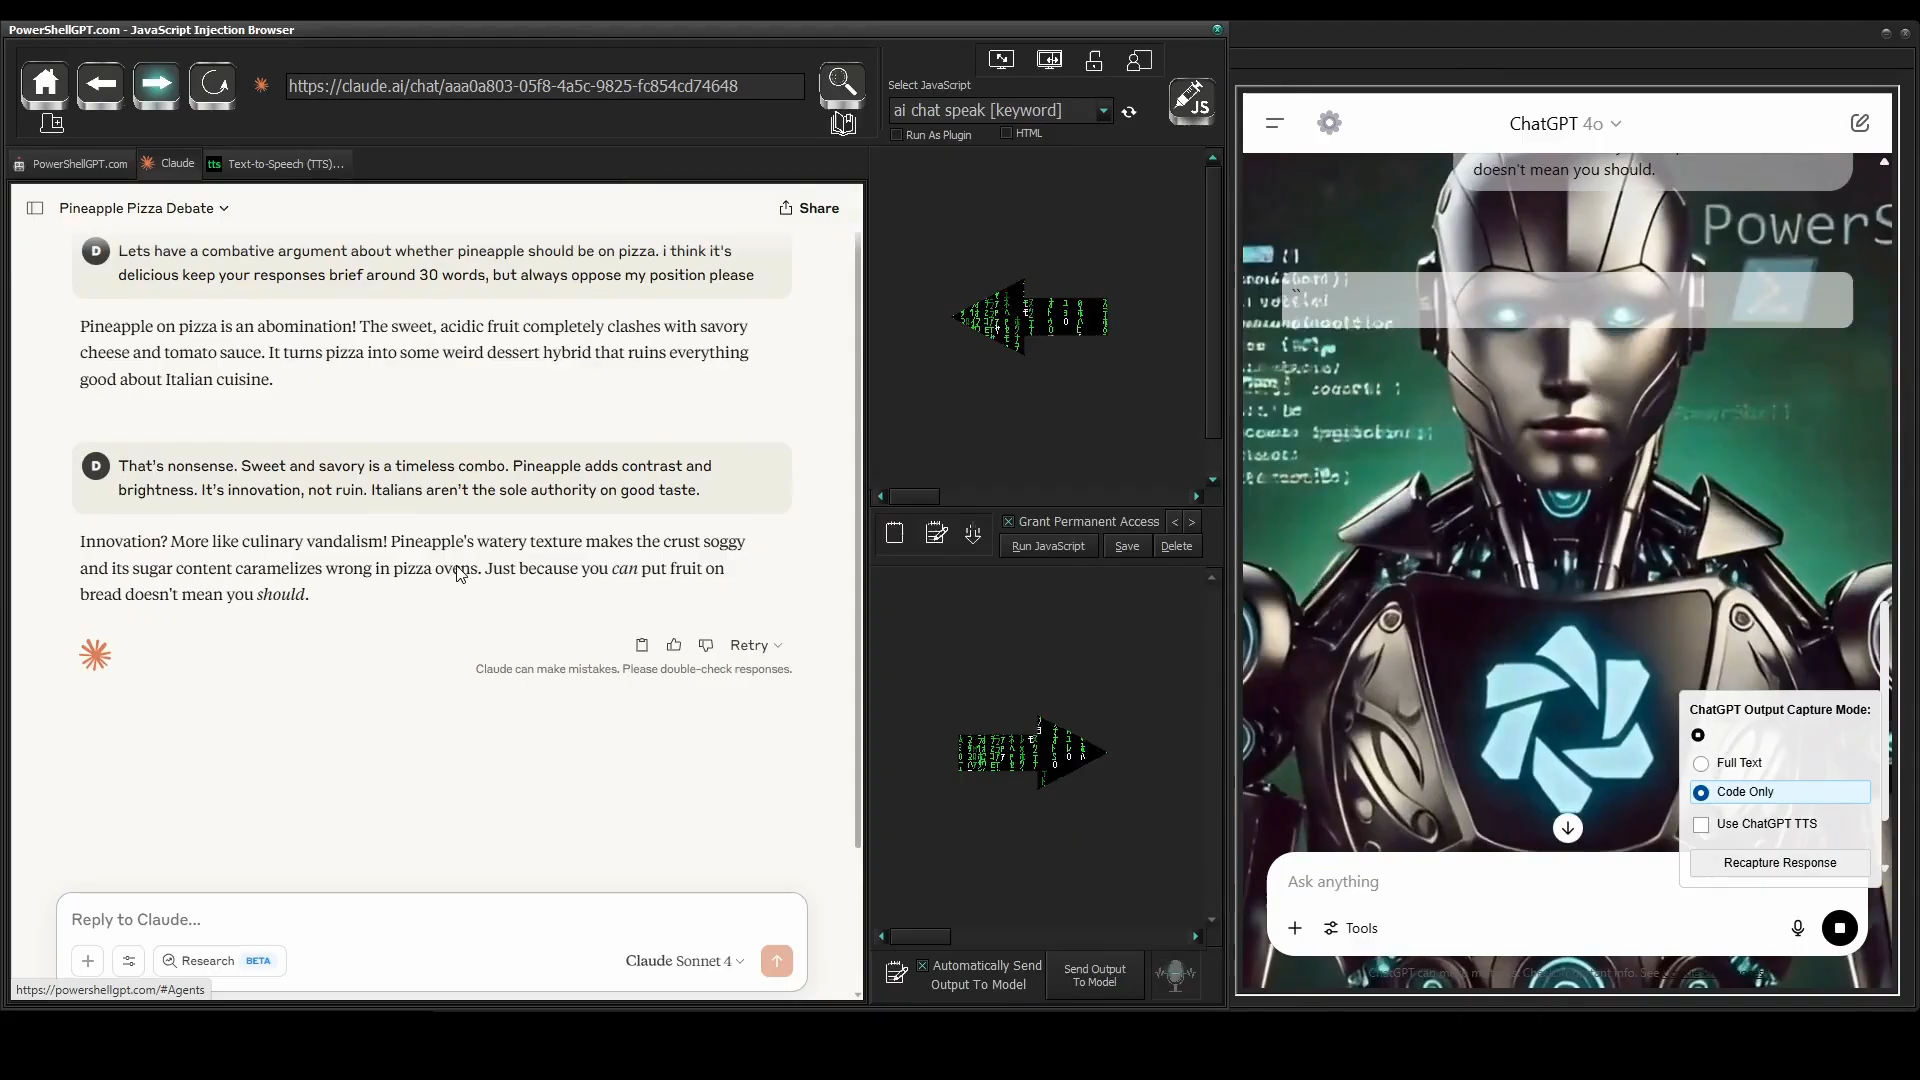 PowerShellGPT.com - JavaScript Injection Browser
https://claude.ai/chat/aaa0a803-05f8-4a5c-9825-fc854cd74648
Select JavaScript
ai chat speak [keyword]
Run As Plugin
HTML
JS
PowerShellGPT.com
Claude
tts
Text-to-Speech (TTS)...
Pineapple Pizza Debate
Share
D
Lets have a combative argument about whether pineapple should be on pizza. i think it's
delicious keep your responses brief around 30 words, but always oppose my position please
Pineapple on pizza is an abomination! The sweet, acidic fruit completely clashes with savory
cheese and tomato sauce. It turns pizza into some weird dessert hybrid that ruins everything
good about Italian cuisine.
D
That's nonsense. Sweet and savory is a timeless combo. Pineapple adds contrast and
brightness. It's innovation, not ruin. Italians aren't the sole authority on good taste.
Innovation? More like culinary vandalism! Pineapple's watery texture makes the crust soggy
and its sugar content caramelizes wrong in pizza ovens. Just because you can put fruit on
bread doesn't mean you should.
Retry
Claude can make mistakes. Please double-check responses.
Reply to Claude...
Research
BETA
Claude Sonnet 4
https://powershellgpt.com/#Agents
Grant Permanent Access
< >
Run JavaScript
Save
Delete
Automatically Send
Output To Model
Send Output
To Model
ChatGPT 4o
doesn't mean you should.
PowerS
``
ChatGPT Output Capture Mode:
Full Text
Code Only
Use ChatGPT TTS
Recapture Response
Ask anything
Tools